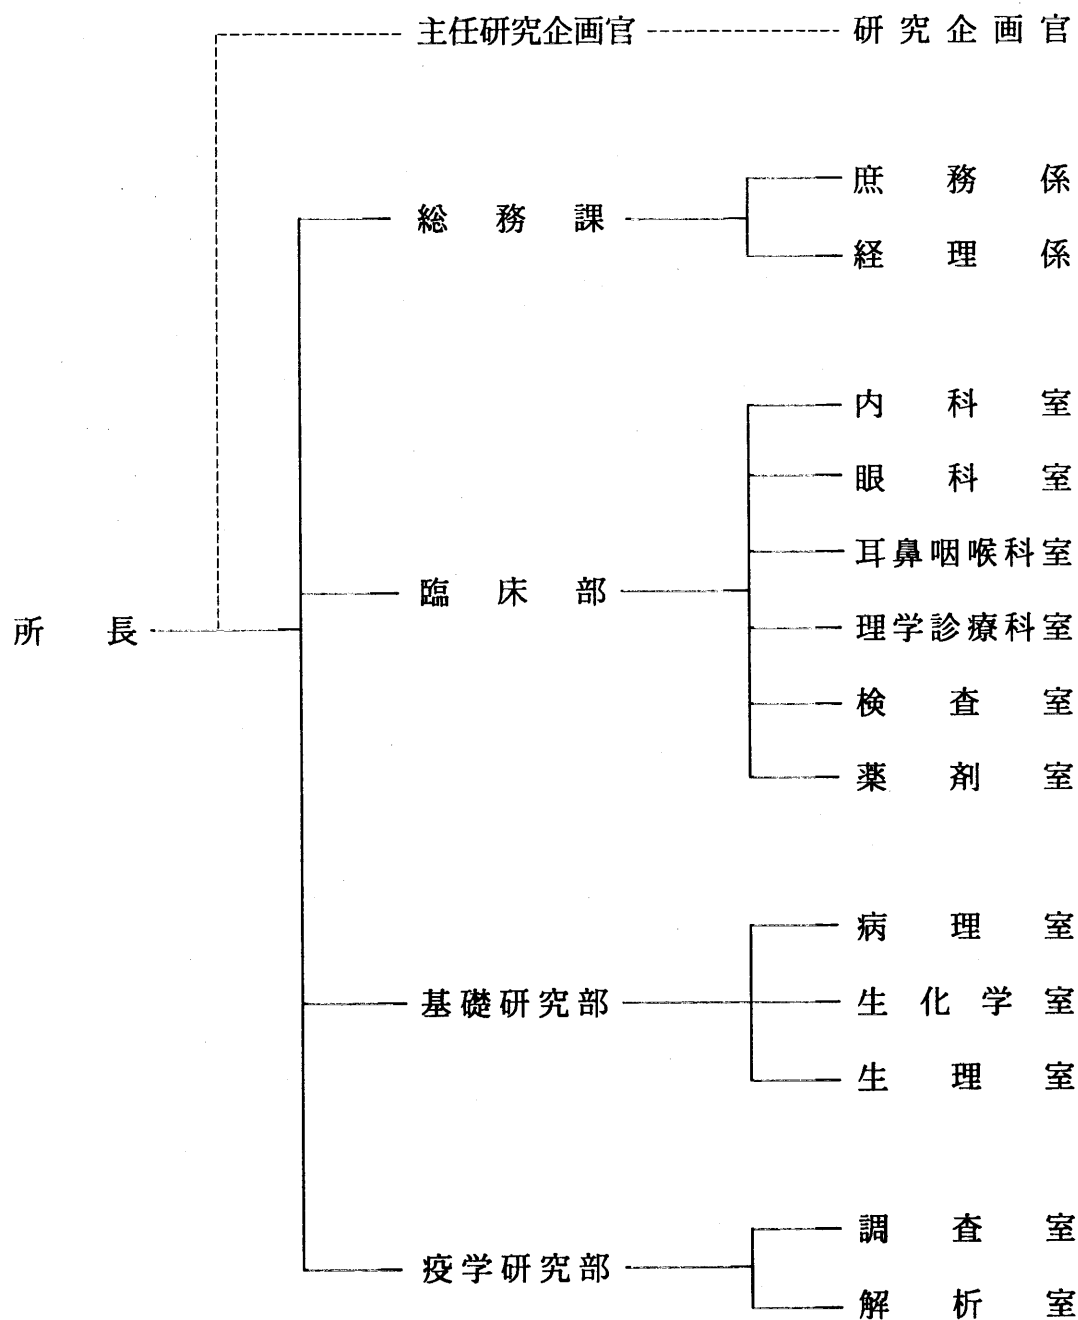 主任研究企画官 研究企画官
庶務係
総務課
経理係
内科室
眼科室
耳鼻咽喉科室
臨床部
理学診療科室
所長
検査室
薬剤室
病理室
基礎研究部 生化学室
生理室
調査室
疫学研究部
解析室